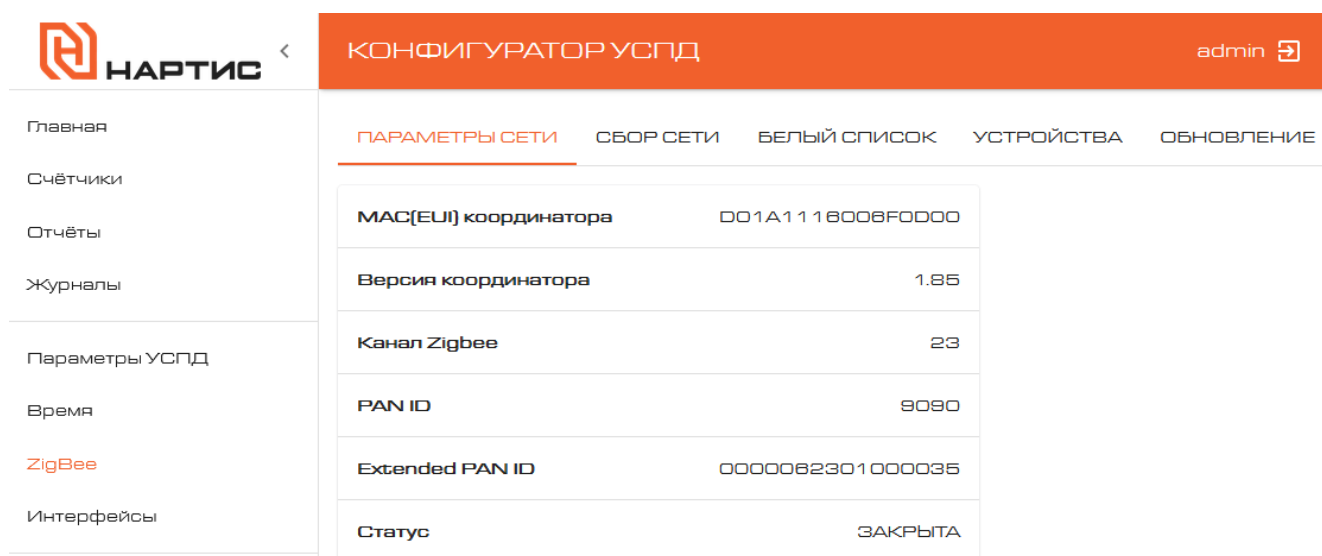 НАРТИС
КОНФИГУРАТОР УСПД
admin
Главная
Счётчики
Отчёты
Журналы
Параметры УСПД
Время
ZigBee
Интерфейсы
ПАРАМЕТРЫ СЕТИ СБОР СЕТИ БЕЛЫЙ СПИСОК УСТРОЙСТВА ОБНОВЛЕНИЕ
MAC(EUI) координатора D01A1116006F0D00
Версия координатора 1.85
Канал Zigbee 23
PAN ID 9090
Extended PAN ID 0000062301000035
Статус ЗАКРЫТА